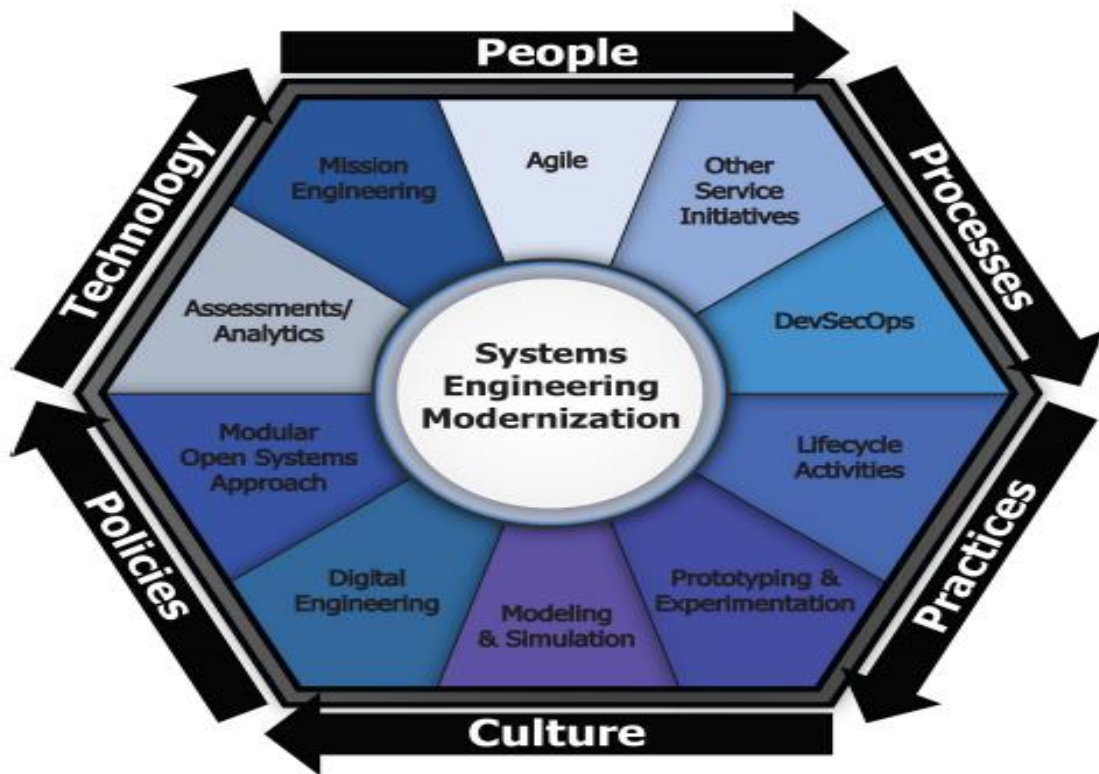 People
Processes
Practices
Culture
Policies
Technology
Mission
Engineering
Agile
Other
Service
Initiatives
DevSecOps
Lifecycle
Activities
Prototyping &
Experimentation
Modeling
& Simulation
Digital
Engineering
Modular
Open Systems
Approach
Assessments/
Analytics
Systems
Engineering
Modernization